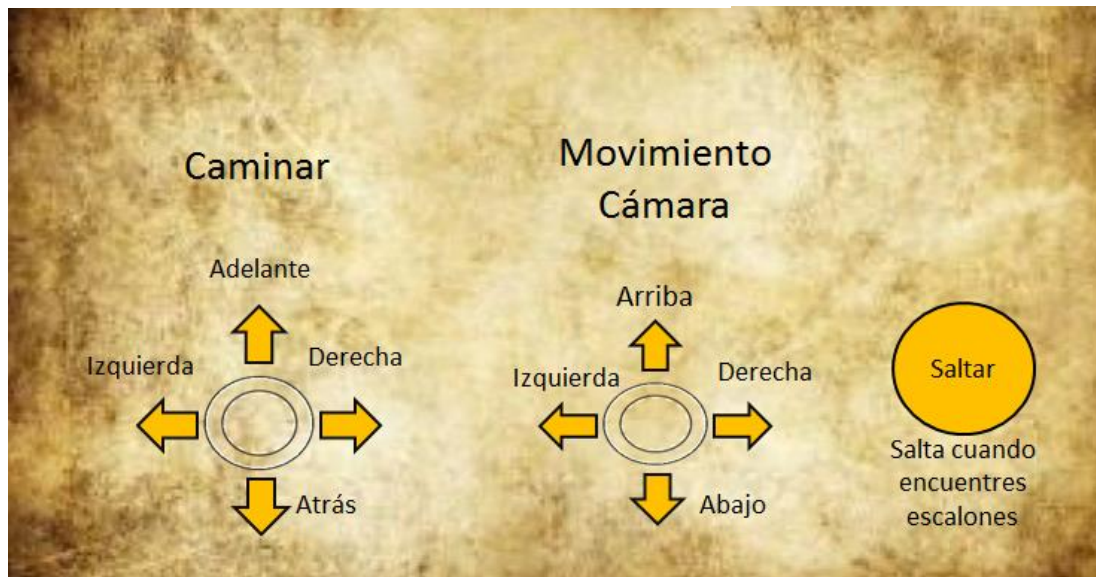 Caminar
Adelante
Izquierda
Derecha
Atrás
Movimiento
Cámara
Arriba
Izquierda
Derecha
Abajo
Saltar
Salta cuando
encuentres
escalones